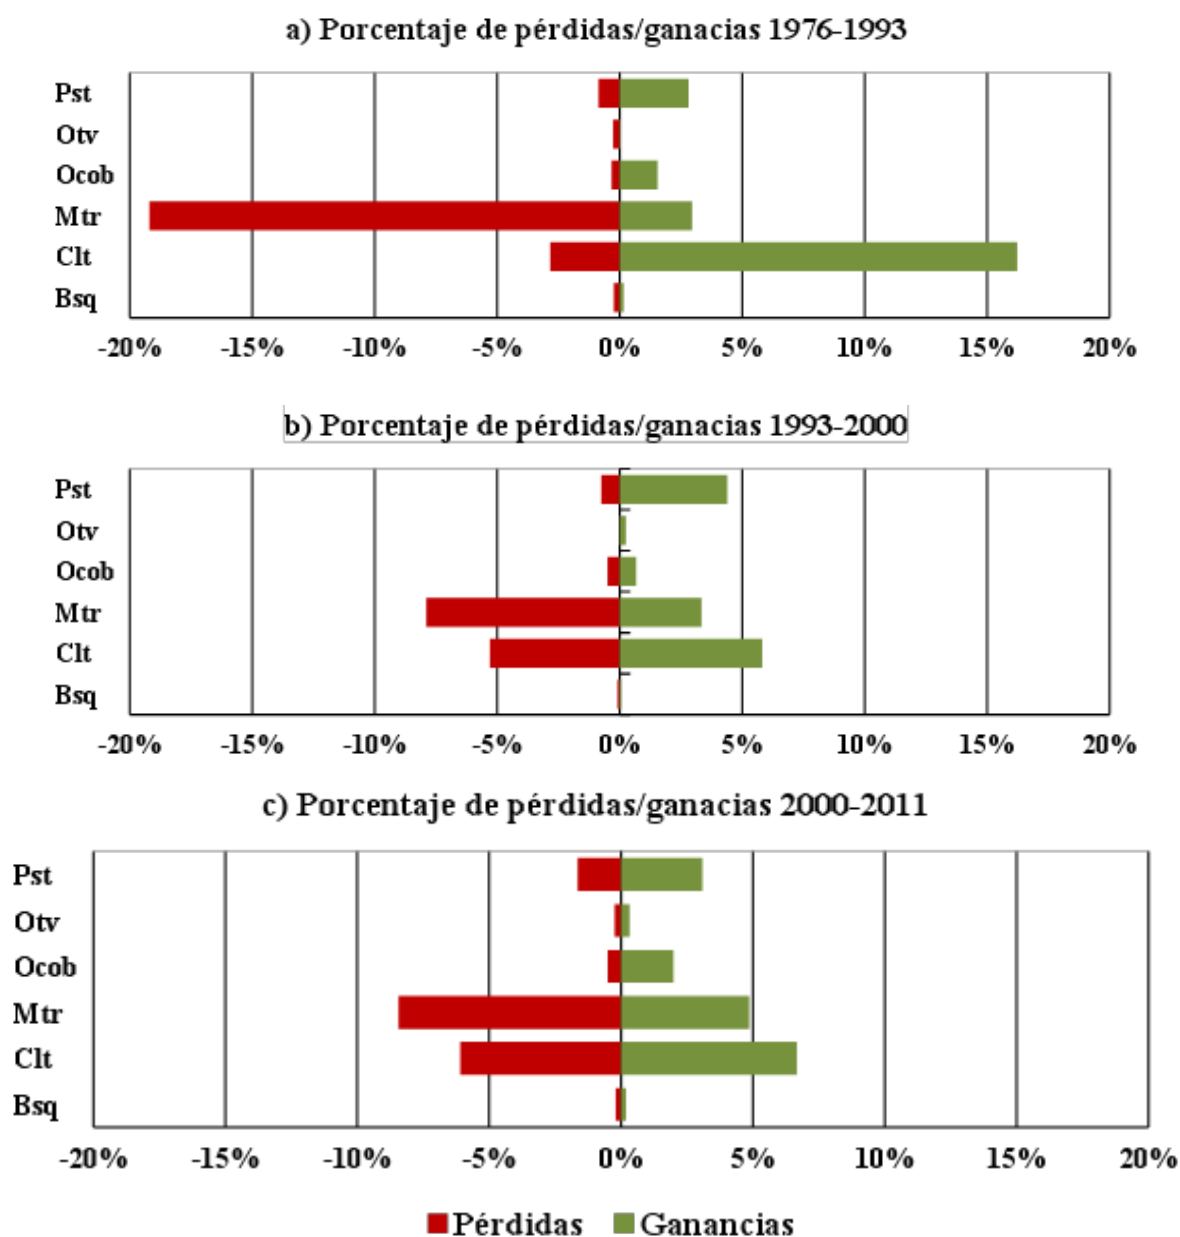 a) Porcentaje de pérdidas/ganacias 1976-1993
Pst
Otv
Ocob
Mtr
Clt
Bsq
-20% -15% -10% -5% 0% 5% 10% 15% 20%
b) Porcentaje de pérdidas/ganacias 1993-2000
Pst
Otv
Ocob
Mtr
Clt
Bsq
-20% -15% -10% -5% 0% 5% 10% 15% 20%
c) Porcentaje de pérdidas/ganacias 2000-2011
Pst
Otv
Ocob
Mtr
Clt
Bsq
-20% -15% -10% -5% 0% 5% 10% 15% 20%
Pérdidas Ganancias